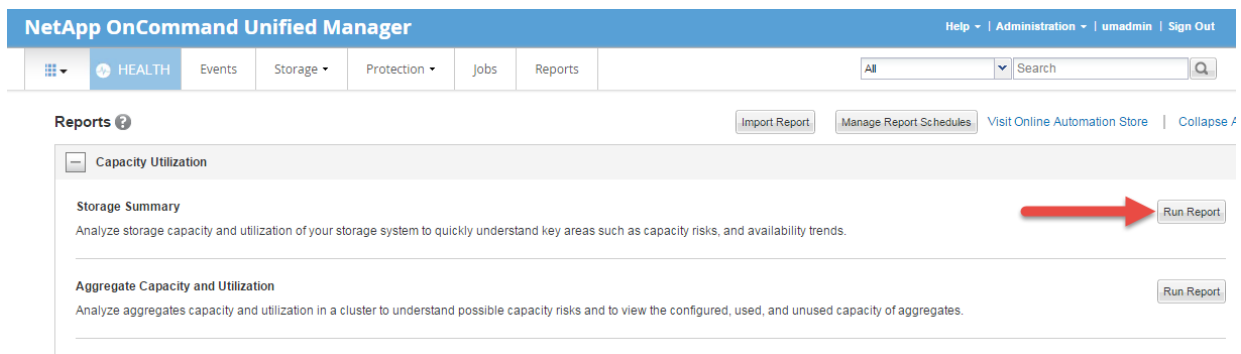 NetApp OnCommand Unified Manager
Help | Administration | umadmin | Sign Out
HEALTH Events Storage Protection Jobs Reports All Search
Reports ? Import Report Manage Report Schedules Visit Online Automation Store | Collapse A
Capacity Utilization
Storage Summary
Run Report
Analyze storage capacity and utilization of your storage system to quickly understand key areas such as capacity risks, and availability trends.
Aggregate Capacity and Utilization
Run Report
Analyze aggregates capacity and utilization in a cluster to understand possible capacity risks and to view the configured, used, and unused capacity of aggregates.